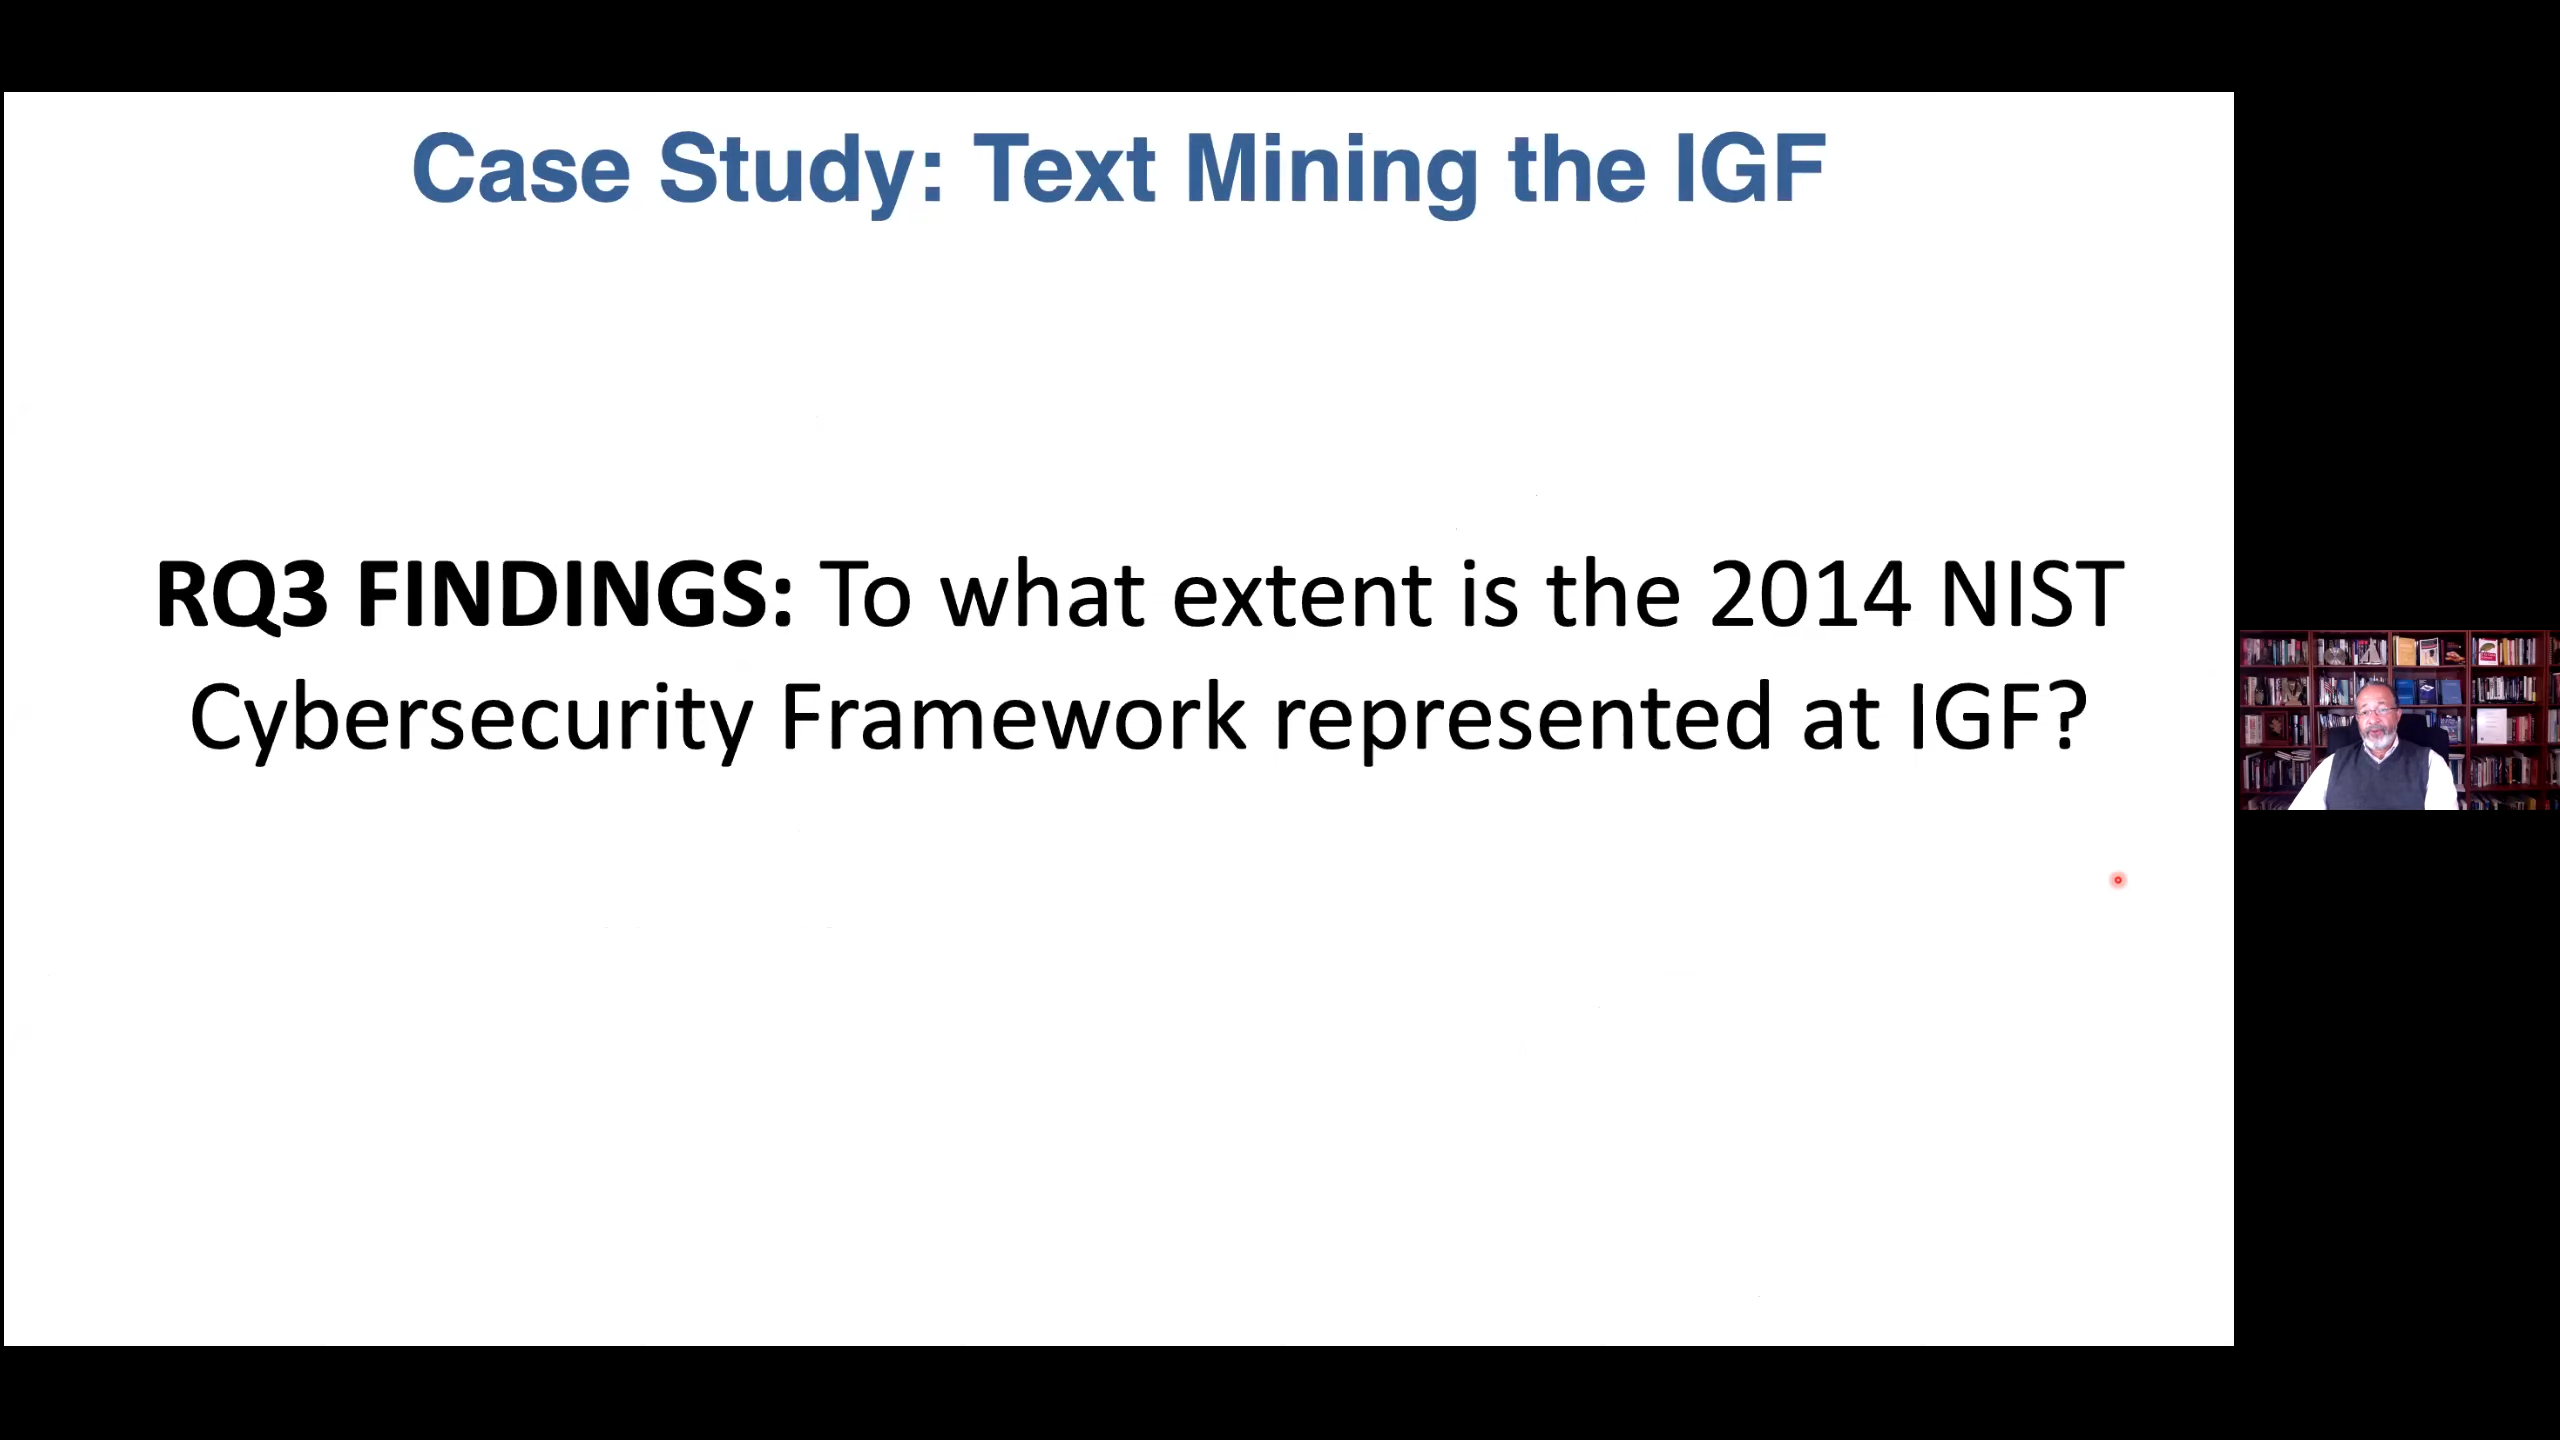 Case Study: Text Mining the IGF
RQ3 FINDINGS: To what extent is the 2014 NIST
Cybersecurity Framework represented at IGF?